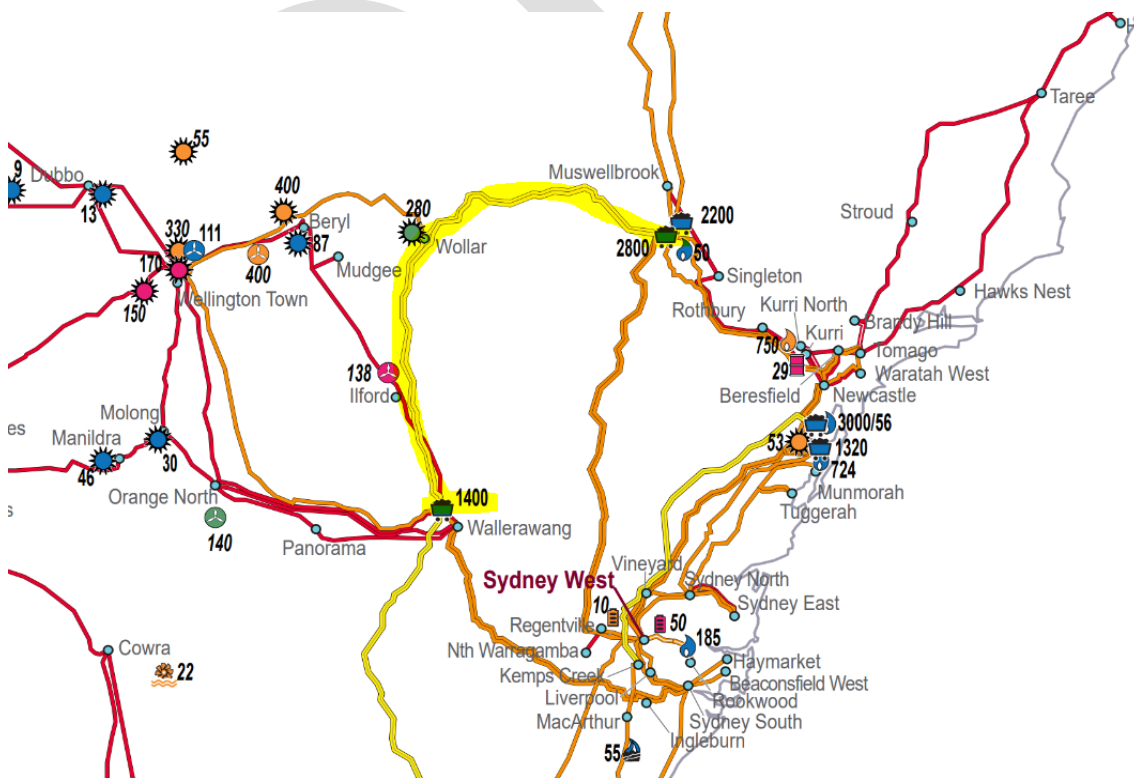 55
Taree
9
Dubbo
13
400
Muswellbrook
2200
Stroud
280
Beryl
330
111
87
Wollar
2800
50
400
Mudgee
170
Singleton
Wellington Town
150
Rothbury
Kurri North
Hawks Nest
Brandy Hill
750
Kurri
Tomago
138
29
Waratah West
Ilford
Beresfield
Newcastle
Molong
3000/56
es
Manildra
53
1320
30
46
724
Orange North
1400
Munmorah
s
Wallerawang
Tuggerah
140
Panorama
Vineyard
Sydney West
Sydney North
Sydney East
10
50
Regentville
185
Cowra
Nth Warragamba
Haymarket
22
Kemps Creek
Beaconsfield West
Liverpool
Rookwood
MacArthur
Sydney South
Ingleburn
55